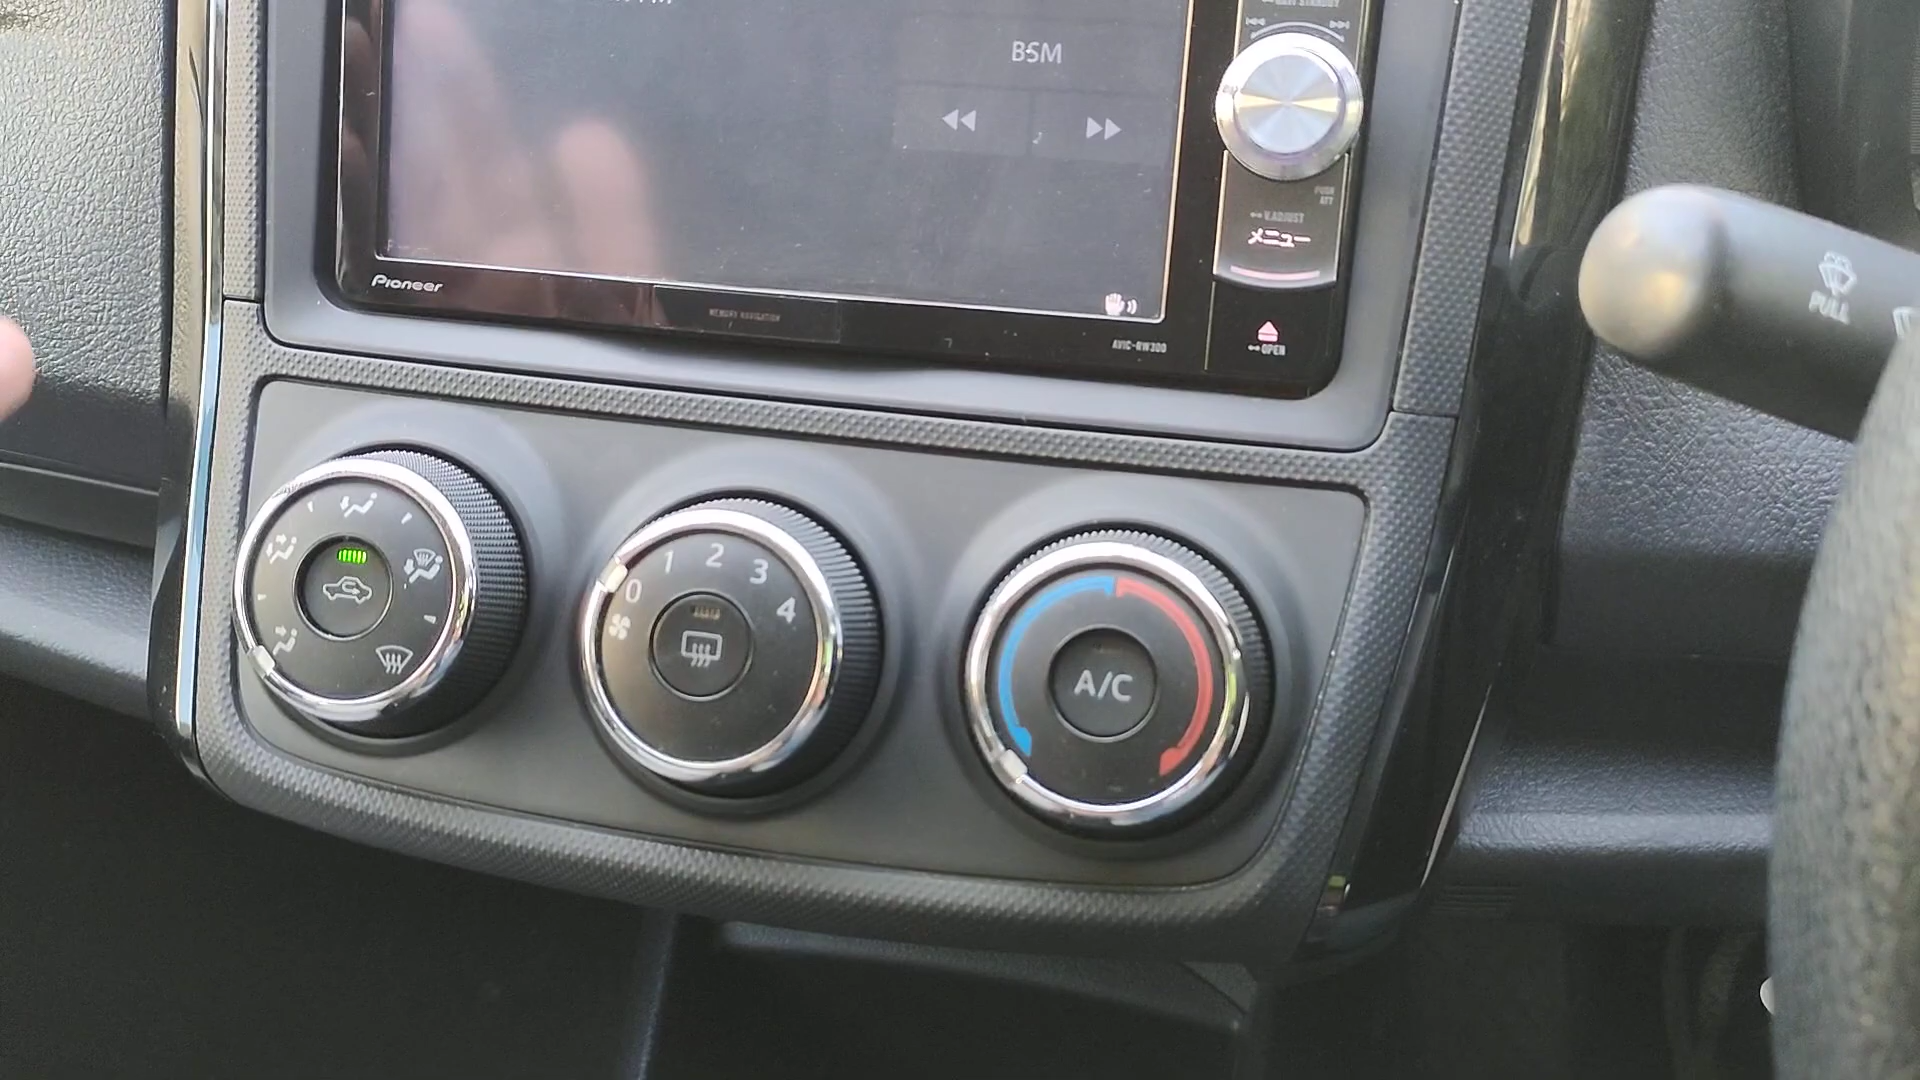 BSM
PUSH
ATT
V.ADJUST
メニュー
Pioneer
MEMORY NAVIGATION
AVIC-RW300
OPEN
PULL
0 1 2 3 4
A/C